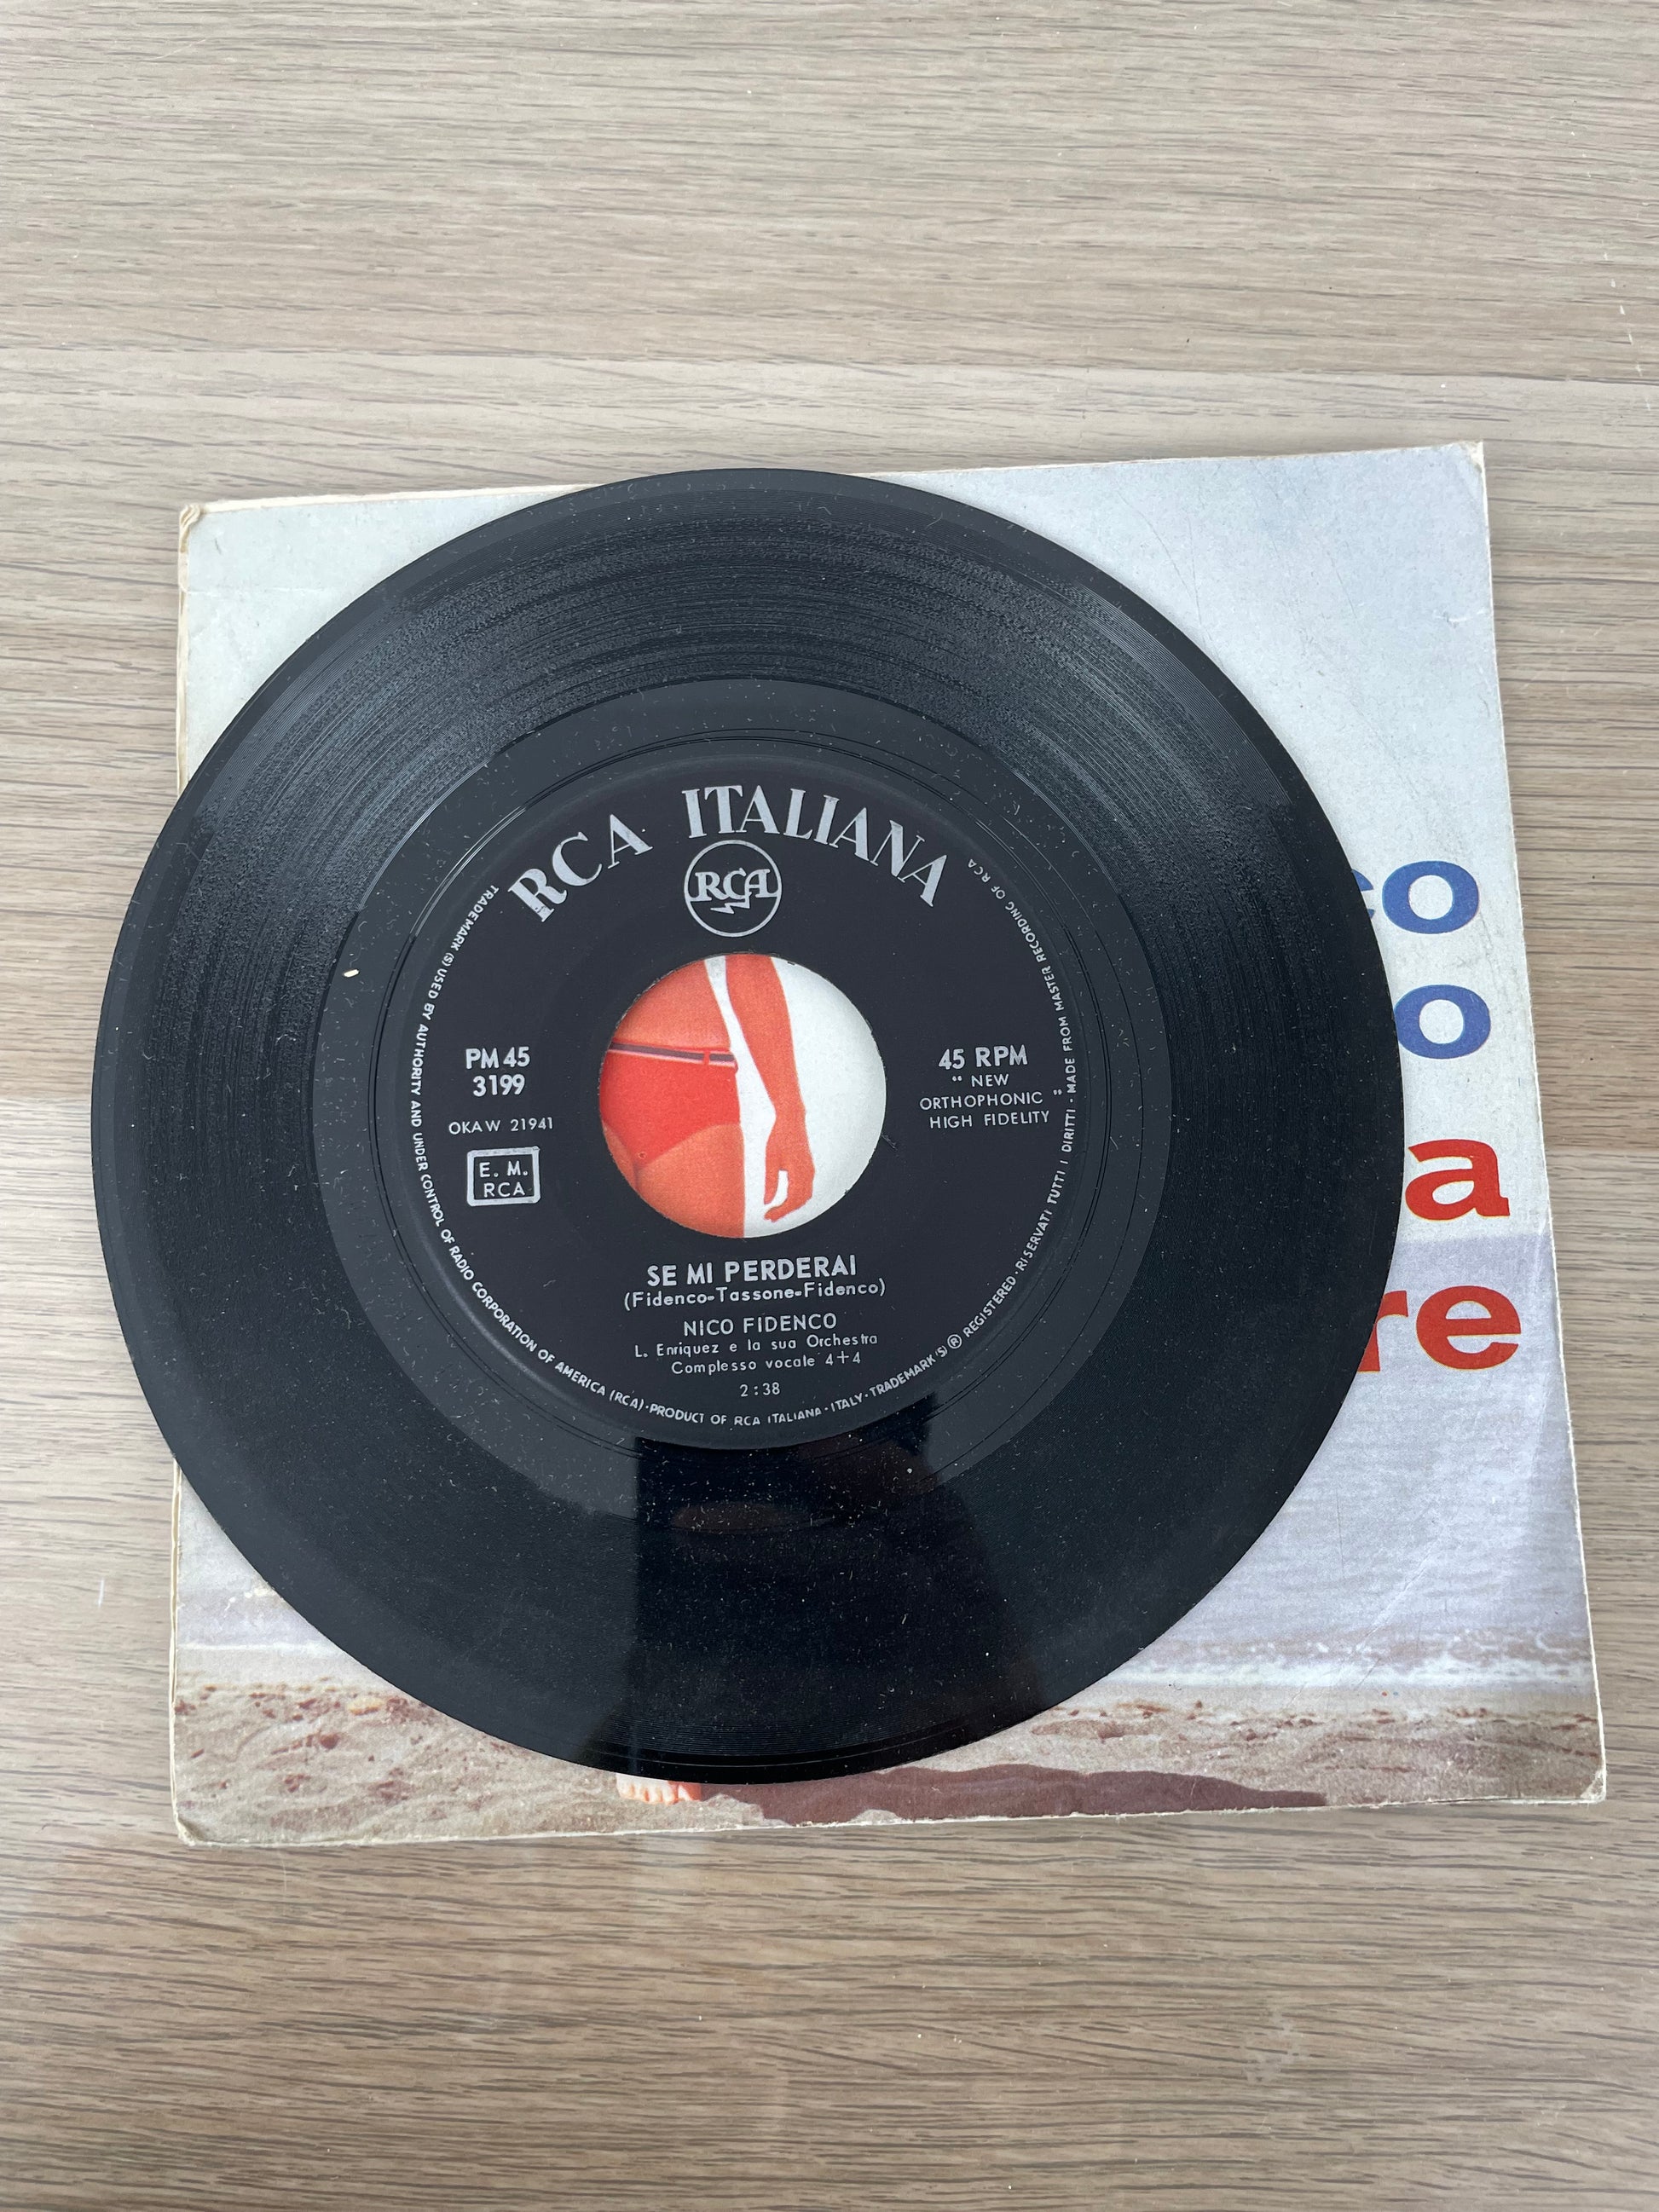 RCA ITALIANA
RCA
PM 45
3199
OKAW 21941
E. M.
RCA
45 RPM
“ NEW
ORTHOPHONIC ”
HIGH FIDELITY
SE MI PERDERAI
(Fidenco-Tassone-Fidenco)
NICO FIDENCO
L. Enriquez e la sua Orchestra
Complesso vocale 4+4
2:38
TRADEMARK (S) USED BY AUTHORITY AND UNDER CONTROL OF RADIO CORPORATION OF AMERICA (RCA)·PRODUCT OF RCA ITALIANA · ITALY · TRADEMARK (S) ® REGISTERED · RISERVATI TUTTI I DIRITTI · MADE FROM MASTER RECORDING OF RCA
co
o
a
re